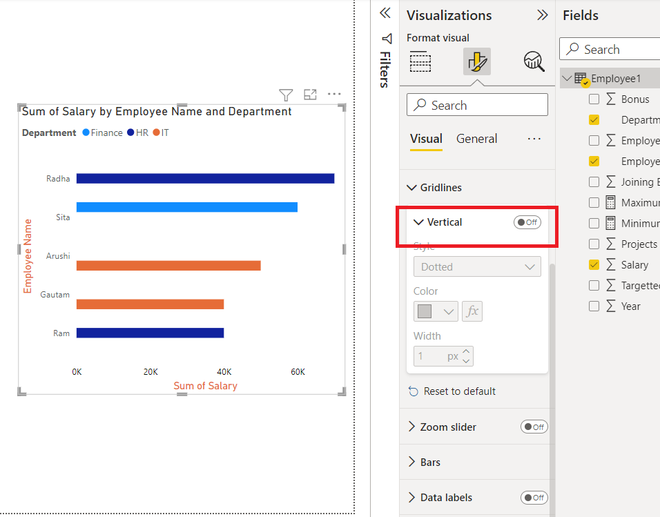 Visualizations
Fields
Format visual
Filters
Search
Search
Employee1
Bonus
Departm
Employe
Employe
Joining E
Maximur
Minimun
Projects
Salary
Targettec
Year
Visual
General
Gridlines
Vertical
Off
Style
Dotted
Color
fx
Width
1 px
Reset to default
Zoom slider
Off
Bars
Data labels
Off
Sum of Salary by Employee Name and Department
Department Finance HR IT
Employee Name
Radha
Sita
Arushi
Gautam
Ram
0K 20K 40K 60K
Sum of Salary